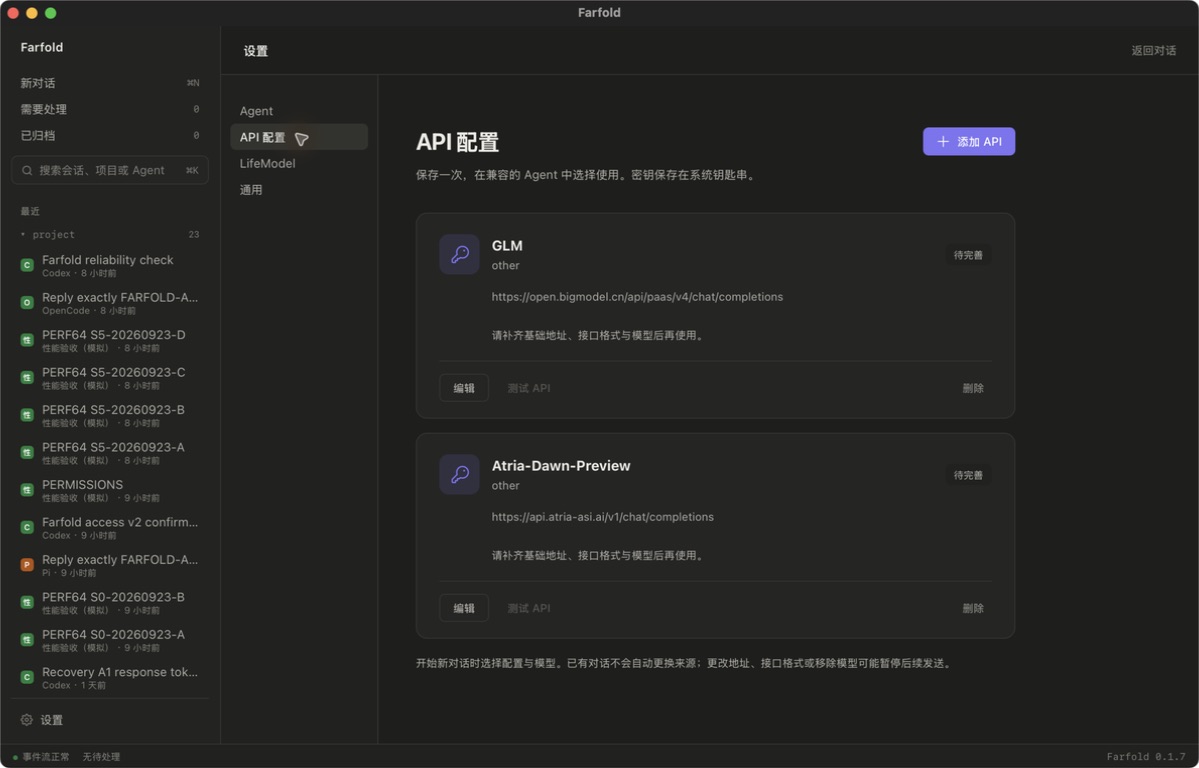 Farfold
Farfold
新对话 ⌘N
需要处理 0
已归档 0
搜索会话、项目或 Agent ⌘K
最近
• project 23
C Farfold reliability check
Codex · 8 小时前
O Reply exactly FARFOLD-A...
OpenCode · 8 小时前
性 PERF64 S5-20260923-D
性能验收（模拟） · 8 小时前
性 PERF64 S5-20260923-C
性能验收（模拟） · 8 小时前
性 PERF64 S5-20260923-B
性能验收（模拟） · 8 小时前
性 PERF64 S5-20260923-A
性能验收（模拟） · 8 小时前
性 PERMISSIONS
性能验收（模拟） · 9 小时前
C Farfold access v2 confirm...
Codex · 9 小时前
P Reply exactly FARFOLD-A...
Pi · 9 小时前
性 PERF64 S0-20260923-B
性能验收（模拟） · 9 小时前
性 PERF64 S0-20260923-A
性能验收（模拟） · 9 小时前
C Recovery A1 response tok...
Codex · 1 天前
设置
设置 返回对话
Agent
API 配置
LifeModel
通用
API 配置
+ 添加 API
保存一次，在兼容的 Agent 中选择使用。密钥保存在系统钥匙串。
GLM
other
待完善
https://open.bigmodel.cn/api/paas/v4/chat/completions
请补齐基础地址、接口格式与模型后再使用。
编辑 测试 API 删除
Atria-Dawn-Preview
other
待完善
https://api.atria-asi.ai/v1/chat/completions
请补齐基础地址、接口格式与模型后再使用。
编辑 测试 API 删除
开始新对话时选择配置与模型。已有对话不会自动更换来源；更改地址、接口格式或移除模型可能暂停后续发送。
事件流正常 无待处理 Farfold 0.1.7